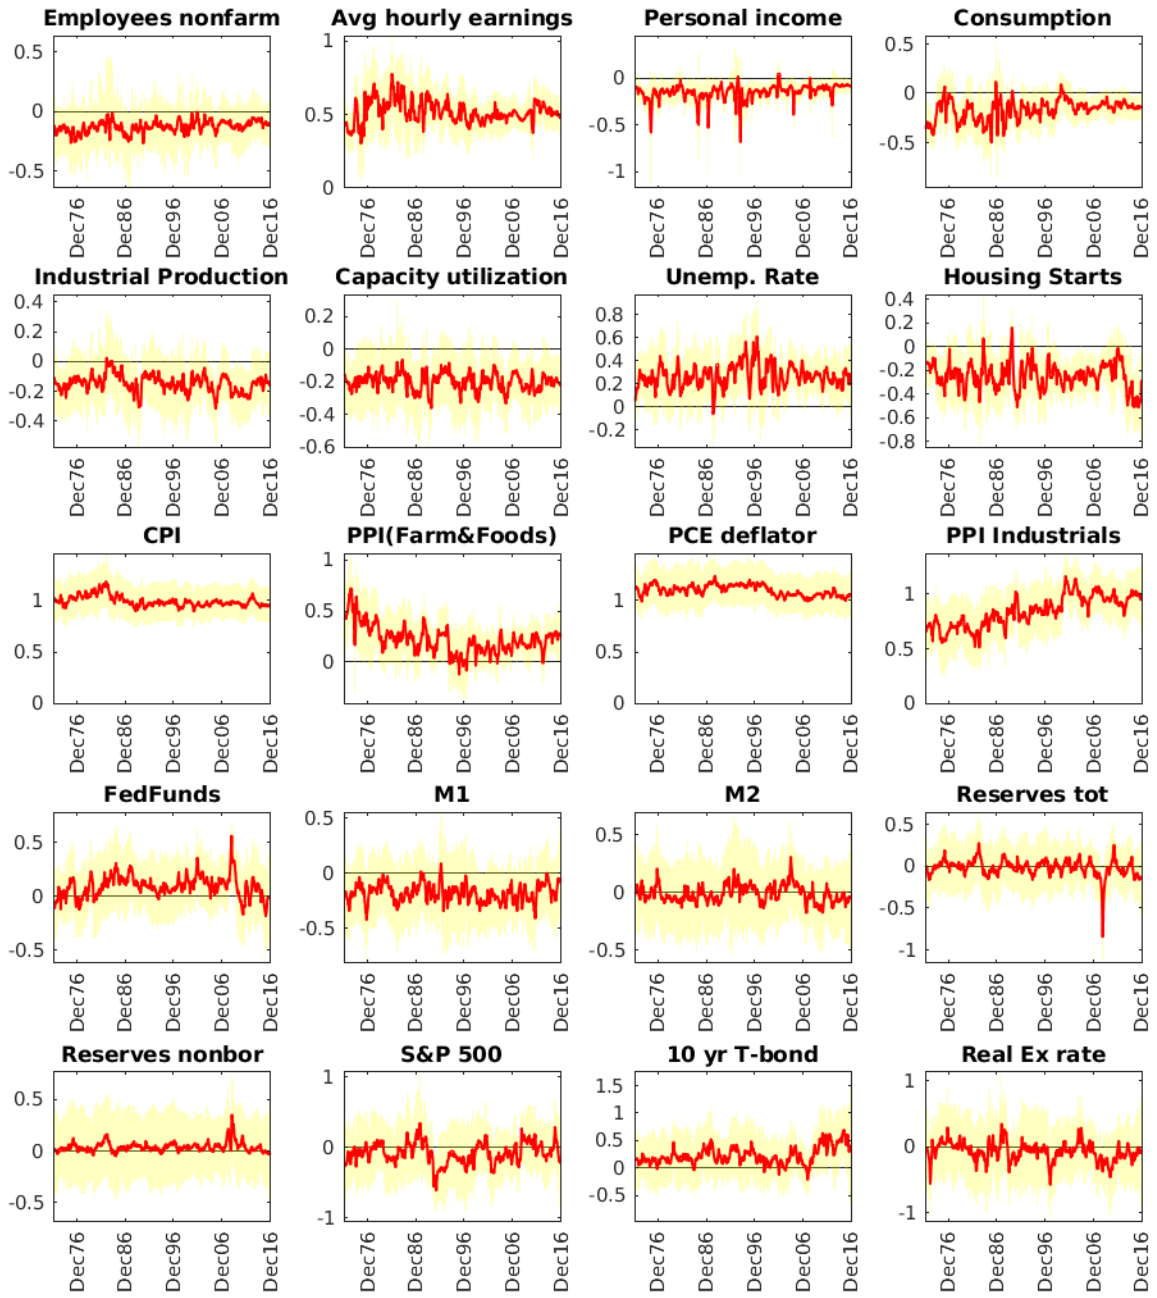 Employees nonfarm
0.5
0
-0.5
Dec76
Dec86
Dec96
Dec06
Dec16
Avg hourly earnings
1
0.5
0
Dec76
Dec86
Dec96
Dec06
Dec16
Personal income
0
-0.5
-1
Dec76
Dec86
Dec96
Dec06
Dec16
Consumption
0.5
0
-0.5
Dec76
Dec86
Dec96
Dec06
Dec16
Industrial Production
0.4
0.2
0
-0.2
-0.4
Dec76
Dec86
Dec96
Dec06
Dec16
Capacity utilization
0.2
0
-0.2
-0.4
-0.6
Dec76
Dec86
Dec96
Dec06
Dec16
Unemp. Rate
0.8
0.6
0.4
0.2
0
-0.2
Dec76
Dec86
Dec96
Dec06
Dec16
Housing Starts
0.4
0.2
0
-0.2
-0.4
-0.6
-0.8
Dec76
Dec86
Dec96
Dec06
Dec16
CPI
1
0.5
0
Dec76
Dec86
Dec96
Dec06
Dec16
PPI(Farm&Foods)
1
0.5
0
Dec76
Dec86
Dec96
Dec06
Dec16
PCE deflator
1
0.5
0
Dec76
Dec86
Dec96
Dec06
Dec16
PPI Industrials
1
0.5
0
Dec76
Dec86
Dec96
Dec06
Dec16
FedFunds
0.5
0
-0.5
Dec76
Dec86
Dec96
Dec06
Dec16
M1
0.5
0
-0.5
Dec76
Dec86
Dec96
Dec06
Dec16
M2
0.5
0
-0.5
Dec76
Dec86
Dec96
Dec06
Dec16
Reserves tot
0.5
0
-0.5
-1
Dec76
Dec86
Dec96
Dec06
Dec16
Reserves nonbor
0.5
0
-0.5
Dec76
Dec86
Dec96
Dec06
Dec16
S&P 500
1
0
-1
Dec76
Dec86
Dec96
Dec06
Dec16
10 yr T-bond
1.5
1
0.5
0
-0.5
Dec76
Dec86
Dec96
Dec06
Dec16
Real Ex rate
1
0
-1
Dec76
Dec86
Dec96
Dec06
Dec16